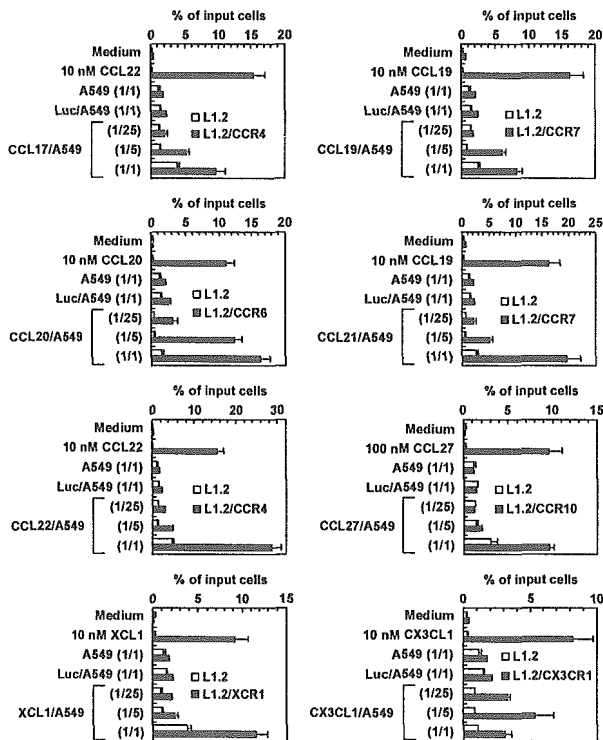 % of input cells
0 5 10 15 20
Medium
10 nM CCL22
A549 (1/1)
Luc/A549 (1/1)
(1/25)
CCL17/A549 (1/5)
(1/1)
L1.2
L1.2/CCR4
% of input cells
0 5 10 15 20
Medium
10 nM CCL19
A549 (1/1)
Luc/A549 (1/1)
(1/25)
CCL19/A549 (1/5)
(1/1)
L1.2
L1.2/CCR7
% of input cells
0 5 10 15 20
Medium
10 nM CCL20
A549 (1/1)
Luc/A549 (1/1)
(1/25)
CCL20/A549 (1/5)
(1/1)
L1.2
L1.2/CCR6
% of input cells
0 5 10 15 20 25
Medium
10 nM CCL19
A549 (1/1)
Luc/A549 (1/1)
(1/25)
CCL21/A549 (1/5)
(1/1)
L1.2
L1.2/CCR7
% of input cells
0 10 20 30
Medium
10 nM CCL22
A549 (1/1)
Luc/A549 (1/1)
(1/25)
CCL22/A549 (1/5)
(1/1)
L1.2
L1.2/CCR4
% of input cells
0 5 10 15
Medium
100 nM CCL27
A549 (1/1)
Luc/A549 (1/1)
(1/25)
CCL27/A549 (1/5)
(1/1)
L1.2
L1.2/CCR10
% of input cells
0 5 10 15
Medium
10 nM XCL1
A549 (1/1)
Luc/A549 (1/1)
(1/25)
XCL1/A549 (1/5)
(1/1)
L1.2
L1.2/XCR1
% of input cells
0 5 10
Medium
10 nM CX3CL1
A549 (1/1)
Luc/A549 (1/1)
(1/25)
CX3CL1/A549 (1/5)
(1/1)
L1.2
L1.2/CX3CR1